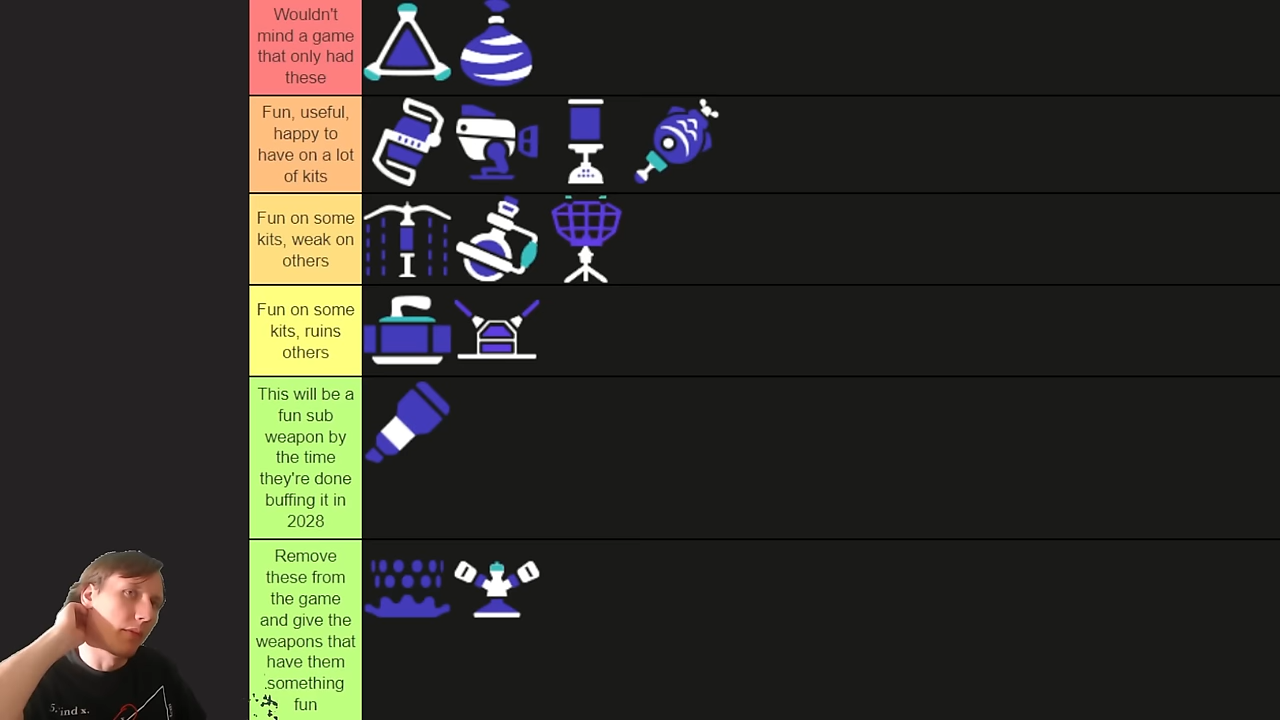 Wouldn't
mind a game
that only had
these
Fun, useful,
happy to
have on a lot
of kits
Fun on some
kits, weak on
others
Fun on some
kits, ruins
others
This will be a
fun sub
weapon by
the time
they're done
buffing it in
2028
Remove
these from
the game
and give the
weapons that
have them
something
fun
5. ind x.